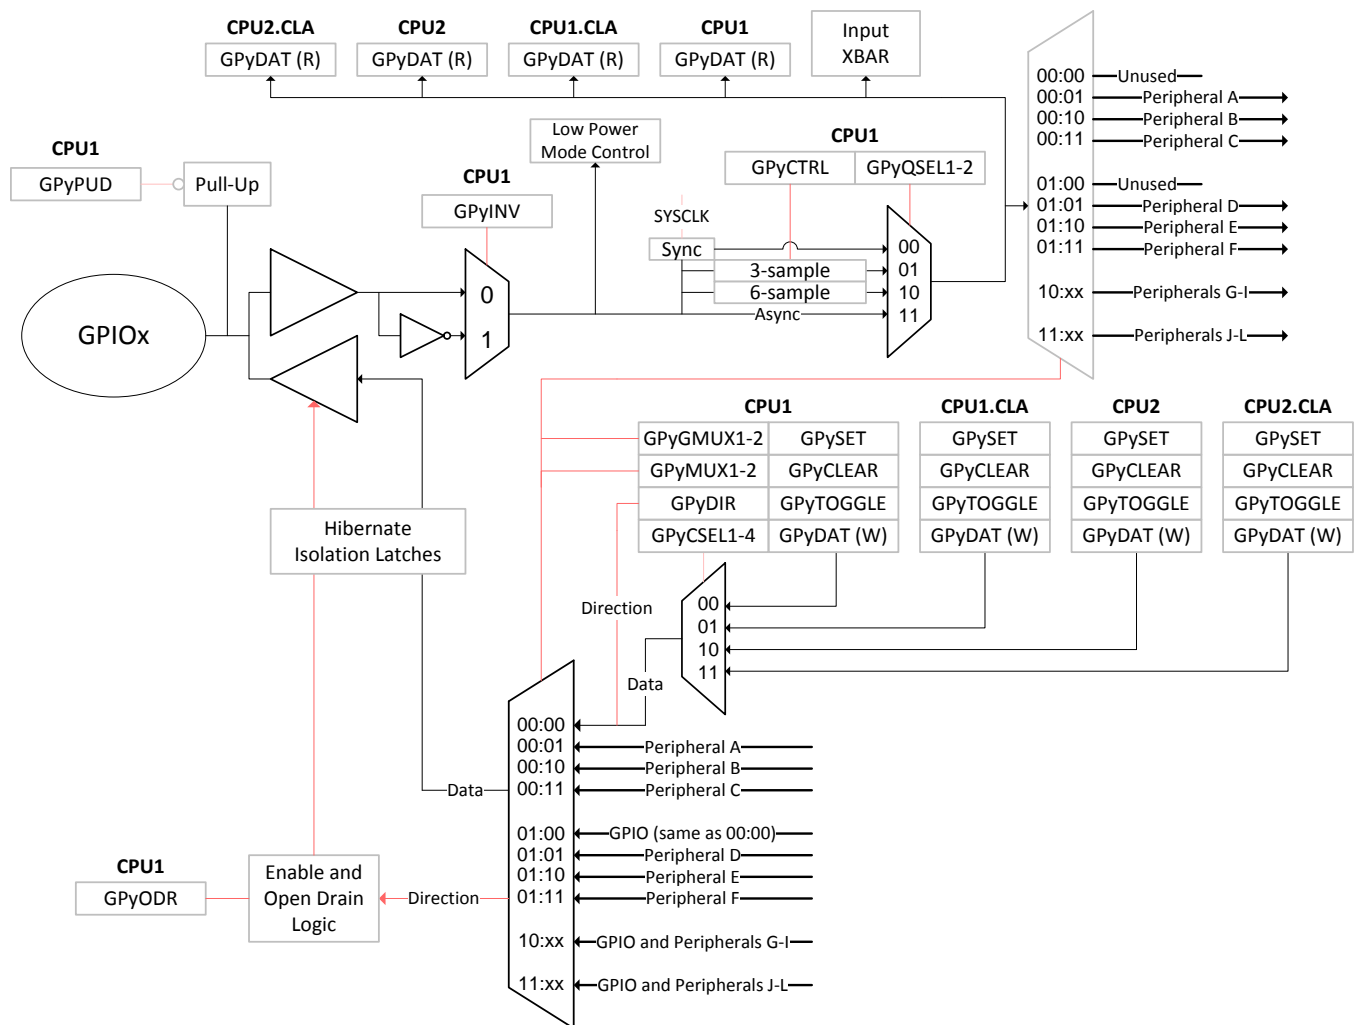 CPU2.CLA
GPyDAT (R)
CPU2
GPyDAT (R)
CPU1.CLA
GPyDAT (R)
CPU1
GPyDAT (R)
Input
XBAR
00:00
Unused
00:01
Peripheral A
00:10
Peripheral B
00:11
Peripheral C
01:00
Unused
01:01
Peripheral D
01:10
Peripheral E
01:11
Peripheral F
10:xx
Peripherals G-I
11:xx
Peripherals J-L
CPU1
GPyPUD
Pull-Up
Low Power
Mode Control
CPU1
GPyINV
CPU1
GPyCTRL
GPyQSEL1-2
SYSCLK
Sync
3-sample
6-sample
Async
00
01
10
11
0
1
GPIOx
CPU1
GPyGMUX1-2
GPySET
GPyMUX1-2
GPyCLEAR
GPyDIR
GPyTOGGLE
GPyCSEL1-4
GPyDAT (W)
CPU1.CLA
GPySET
GPyCLEAR
GPyTOGGLE
GPyDAT (W)
CPU2
GPySET
GPyCLEAR
GPyTOGGLE
GPyDAT (W)
CPU2.CLA
GPySET
GPyCLEAR
GPyTOGGLE
GPyDAT (W)
Hibernate
Isolation Latches
Direction
00
01
10
11
Data
00:00
00:01
Peripheral A
00:10
Peripheral B
00:11
Peripheral C
Data
01:00
GPIO (same as 00:00)
01:01
Peripheral D
01:10
Peripheral E
01:11
Peripheral F
10:xx
GPIO and Peripherals G-I
11:xx
GPIO and Peripherals J-L
CPU1
GPyODR
Enable and
Open Drain
Logic
Direction